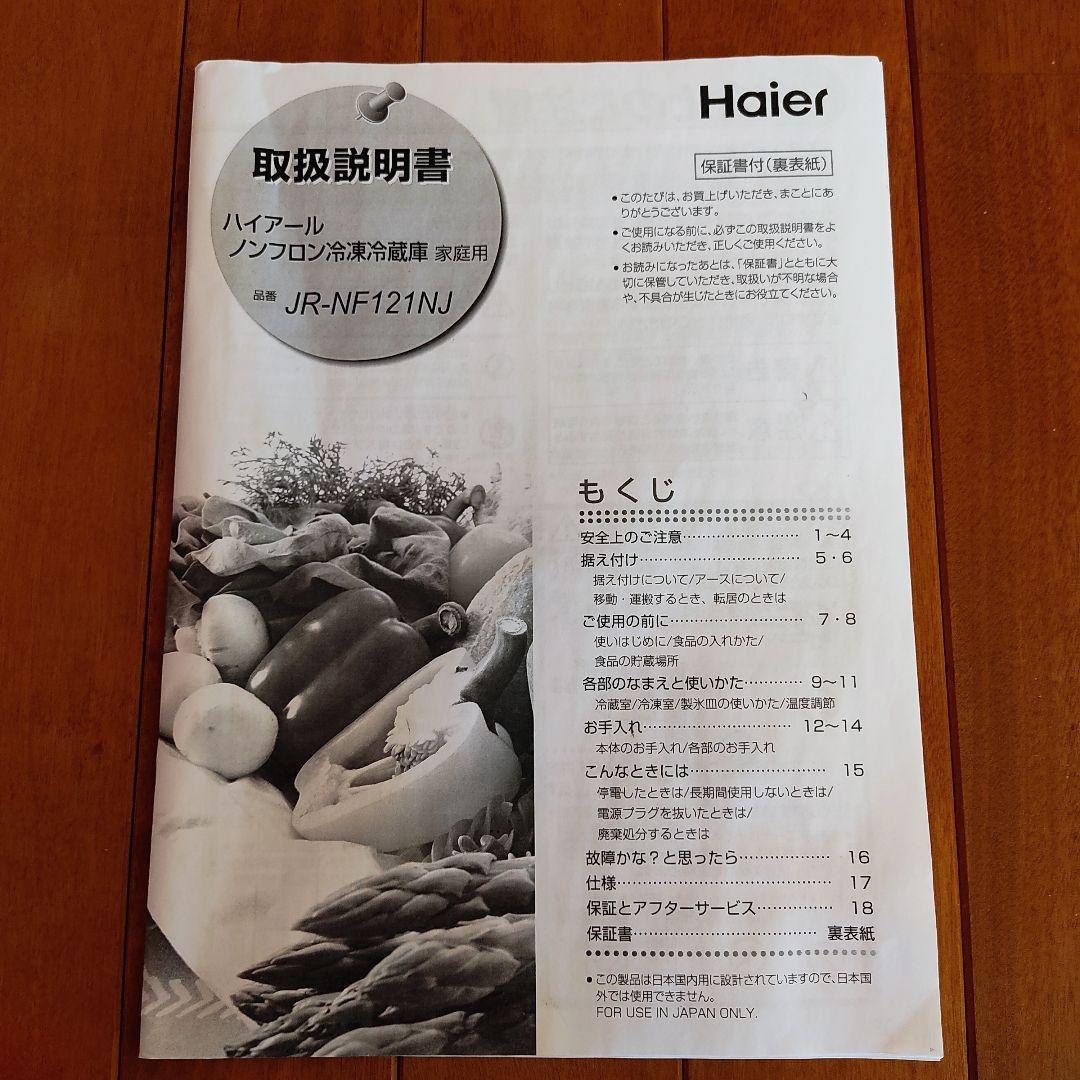 Haier
取扱説明書
ハイアール
ノンフロン冷凍冷蔵庫 家庭用
品番 JR-NF121NJ
保証書付(裏表紙)
●このたびは、お買上げいただき、まことにあ
りがとうございます。
●ご使用になる前に、必ずこの取扱説明書をよ
くお読みいただき、正しくご使用ください。
●お読みになったあとは、「保証書」とともに大
切に保管していただき、取扱いが不明な場合
や、不具合が生じたときにお役立てください。
もくじ
安全上のご注意…………………… 1〜4
据え付け…………………………… 5・6
据え付けについて/アースについて/
移動・運搬するとき、転居のときは
ご使用の前に……………………… 7・8
使いはじめに/食品の入れかた/
食品の貯蔵場所
各部のなまえと使いかた………… 9〜11
冷蔵室/冷凍室/製氷皿の使いかた/温度調節
お手入れ………………………… 12〜14
本体のお手入れ/各部のお手入れ
こんなときには……………………… 15
停電したときは/長期間使用しないときは/
電源プラグを抜いたときは/
廃棄処分するときは
故障かな?と思ったら……………… 16
仕様…………………………………… 17
保証とアフターサービス…………… 18
保証書……………………………… 裏表紙
●この製品は日本国内用に設計されていますので、日本国
外では使用できません。
FOR USE IN JAPAN ONLY.